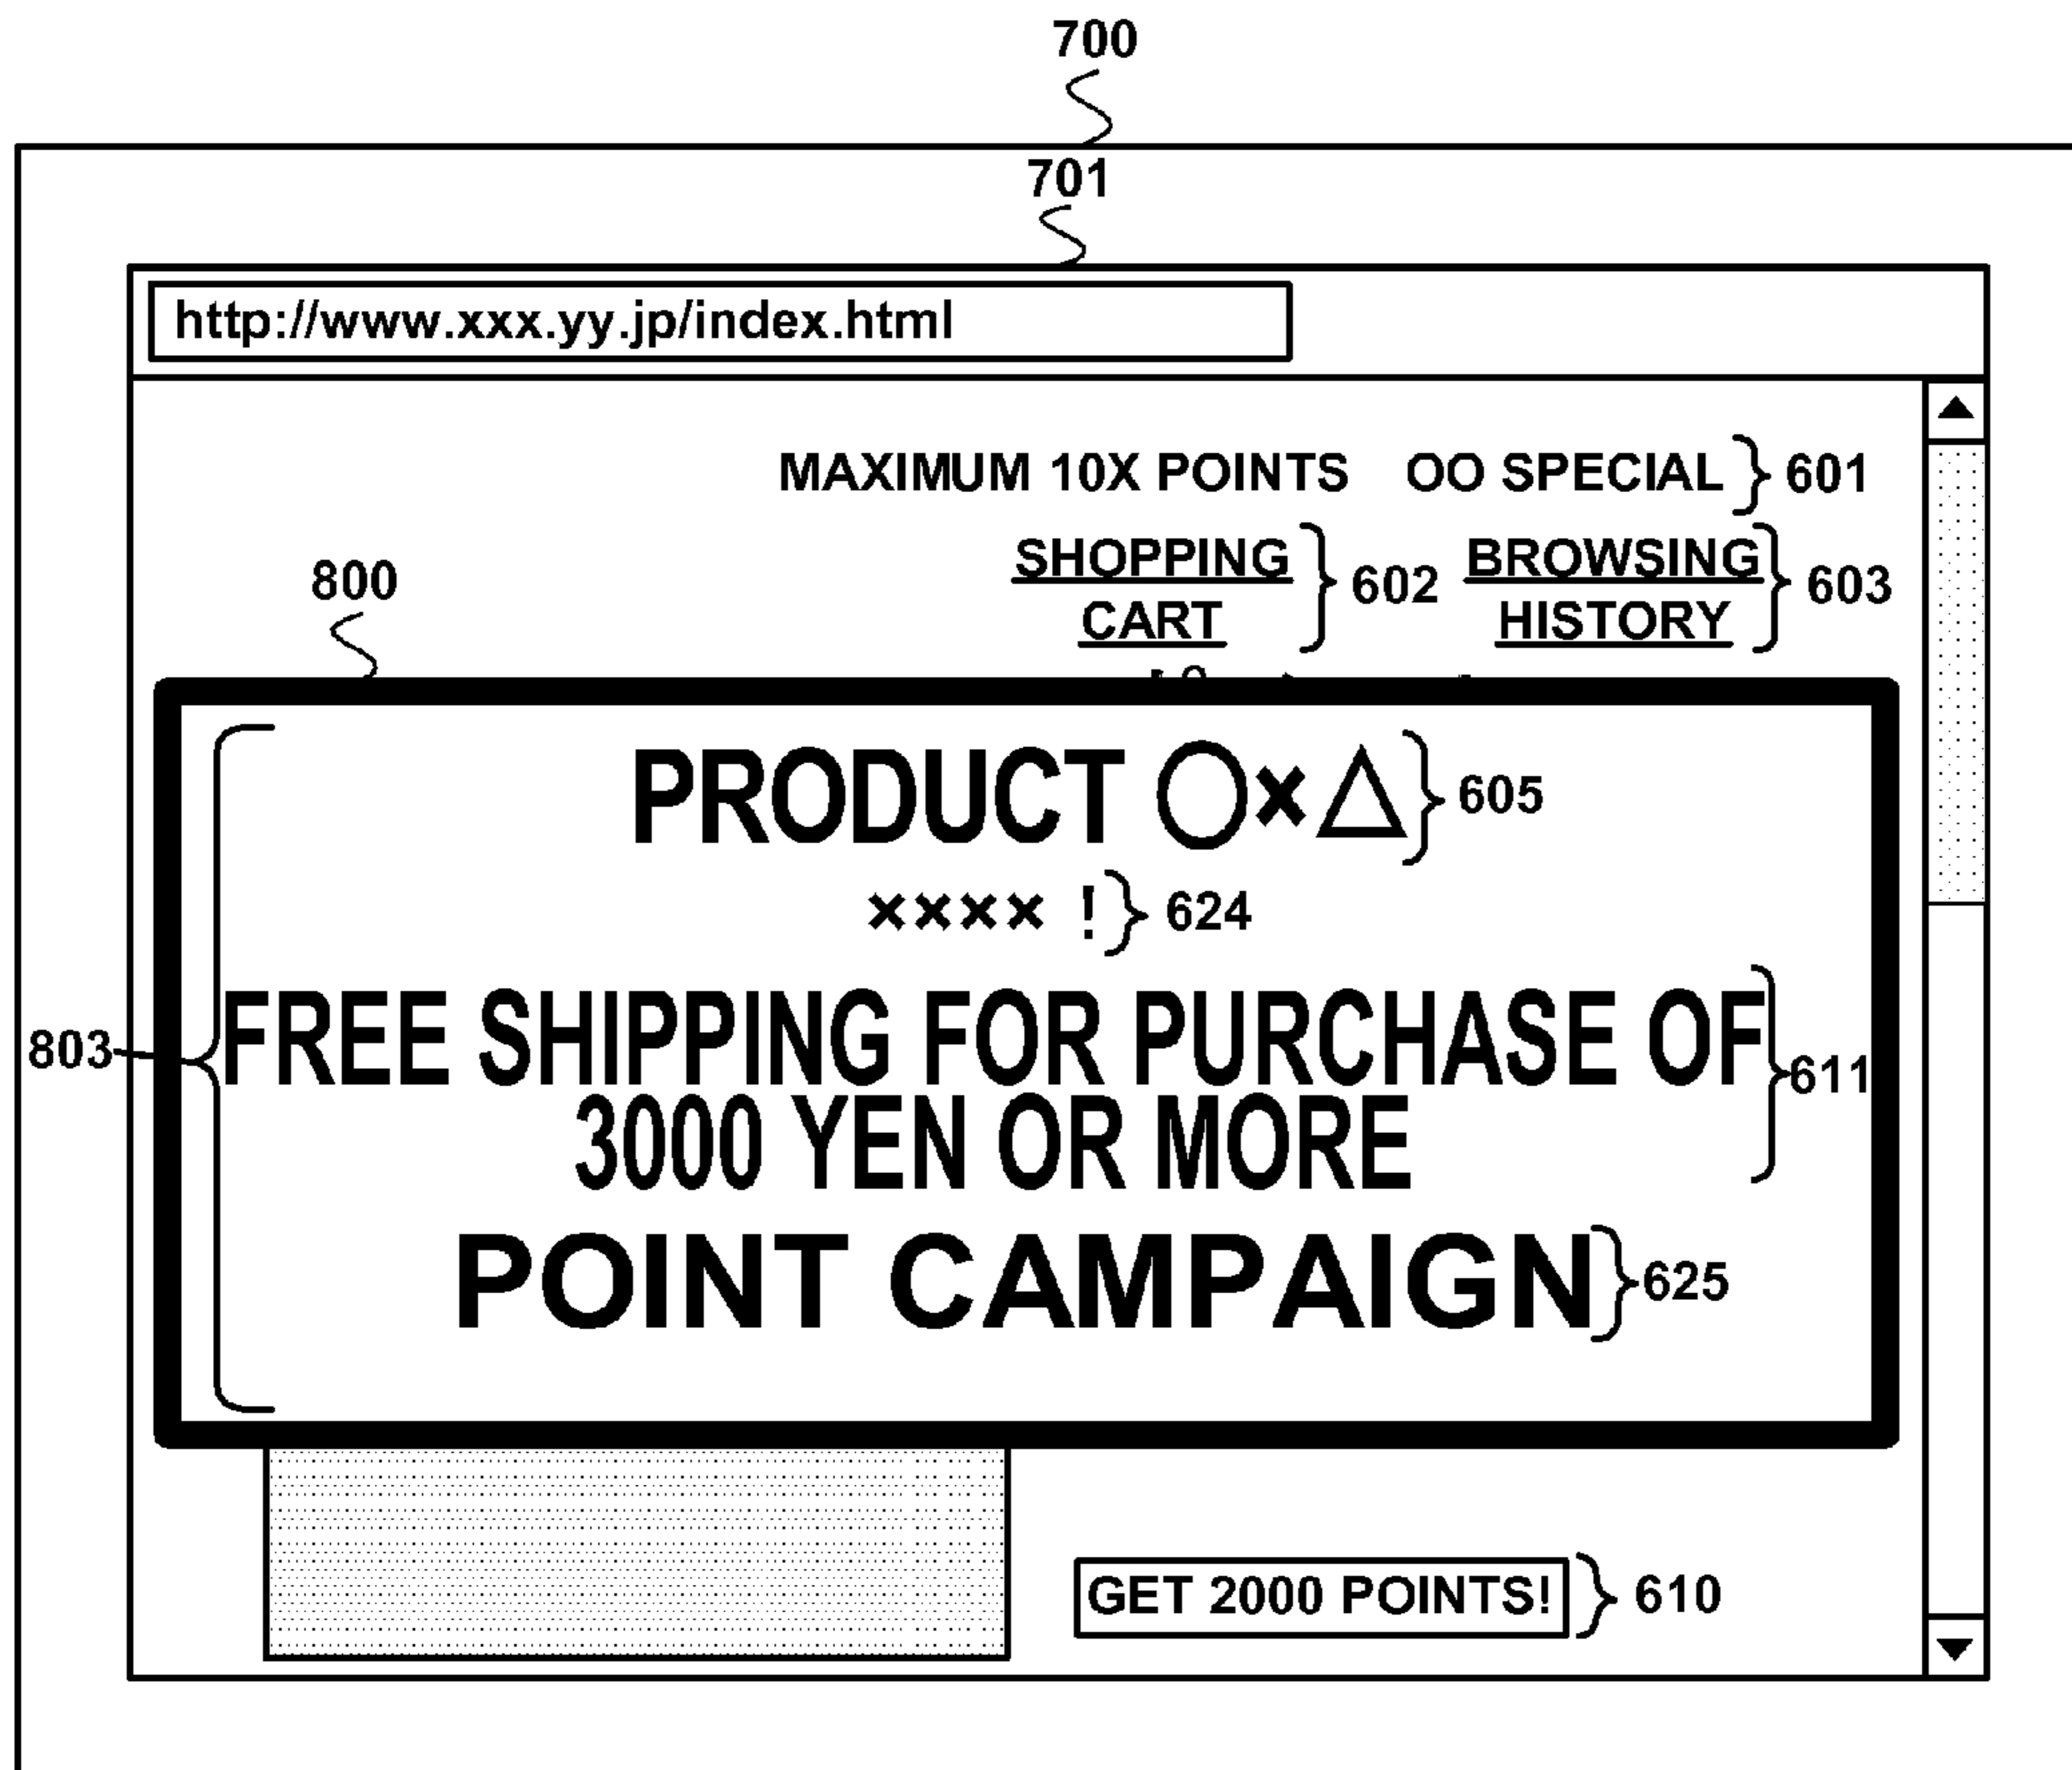 700
701
http://www.xxx.yy.jp/index.html
MAXIMUM 10X POINTS OO SPECIAL 601
SHOPPING CART 602
BROWSING HISTORY 603
800
PRODUCT ○×△ 605
×××× ! 624
803
FREE SHIPPING FOR PURCHASE OF
3000 YEN OR MORE
611
POINT CAMPAIGN 625
GET 2000 POINTS! 610